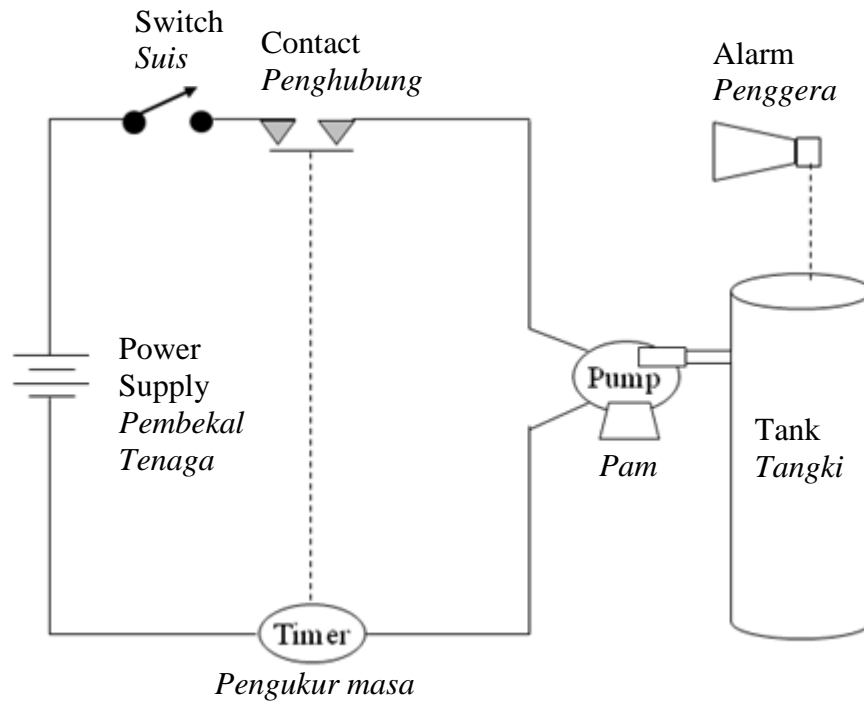 Switch
Suis
Contact
Penghubung
Alarm
Penggera
Power
Supply
Pembekal
Tenaga
Pump
Pam
Tank
Tangki
Timer
Pengukur masa